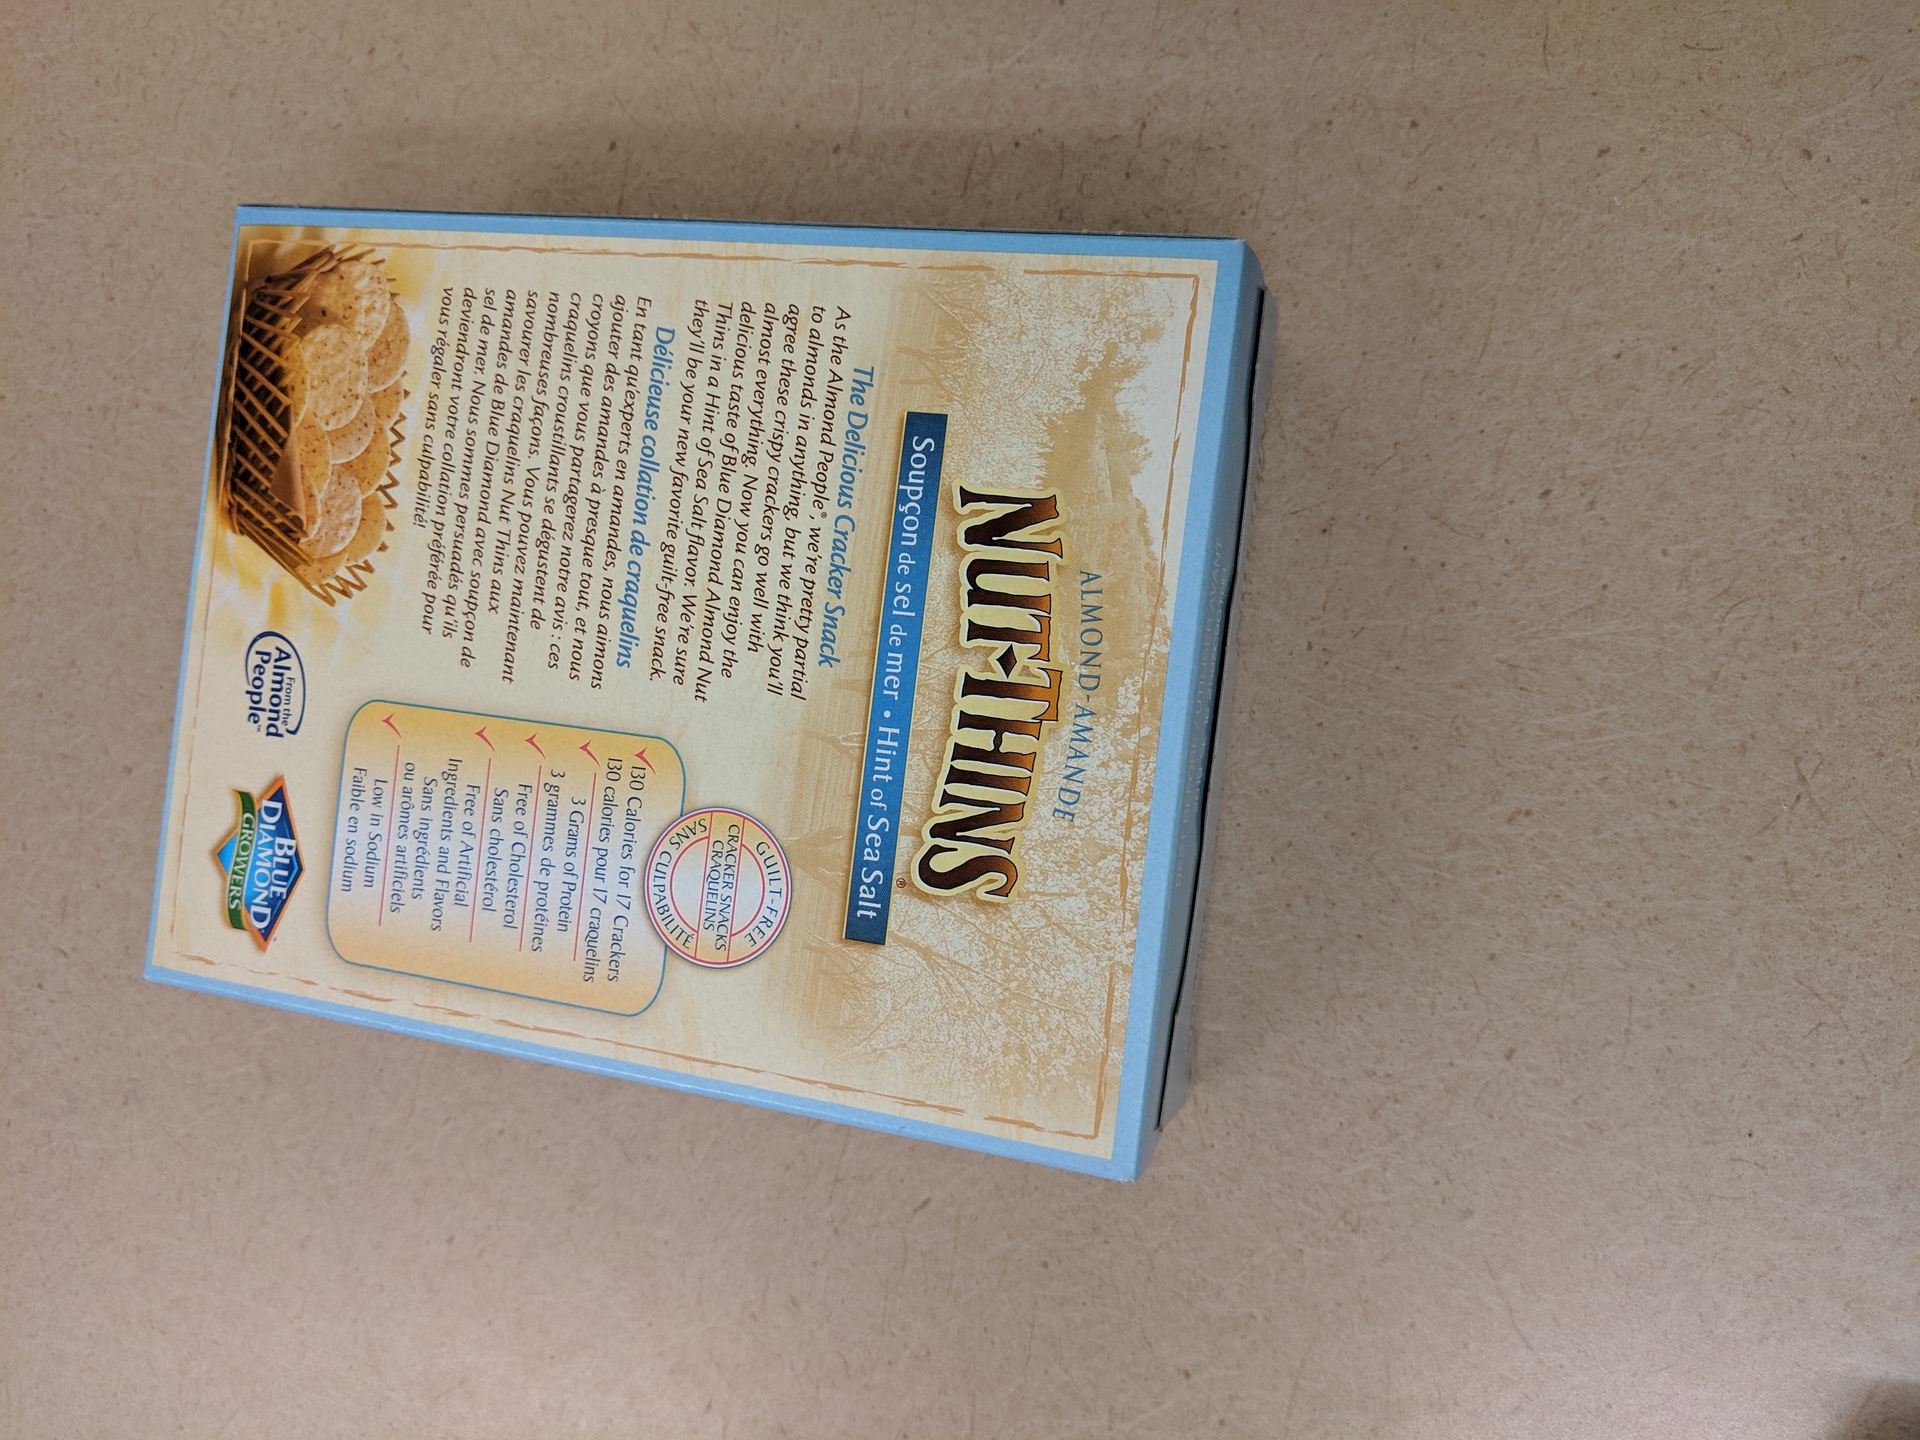 ALMOND-AMANDE
NUT-THINS®
Soupçon de sel de mer • Hint of Sea Salt
The Delicious Cracker Snack
As the Almond People®, we're pretty partial
to almonds in anything, but we think you'll
agree these crisp crackers go well with
almost everything. Now you can enjoy the
delicious taste of Blue Diamond Almond Nut
Thins in a Hint of Sea Salt flavor. We're sure
they'll be your new favorite guilt-free snack.
Délicieuse collation de craquelins
En tant qu'experts en amandes, nous aimons
ajouter des amandes à presque tout, et nous
croyons que vous partagerez notre avis : ces
craquelins croustillants se dégustent de
nombreuses façons. Vous pouvez maintenant
savourer les craquelins Nut Thins aux
amandes de Blue Diamond avec soupçon de
sel de mer. Nous sommes persuadés qu'ils
deviendront votre collation préférée pour
vous régaler sans culpabilité!
GUILT-FREE
CRACKER SNACKS
CRAQUELINS
SANS CULPABILITÉ
130 Calories for 17 Crackers
130 calories pour 17 craquelins
3 Grams of Protein
3 grammes de protéines
Free of Cholesterol
Sans cholestérol
Free of Artificial
Ingredients and Flavors
Sans ingrédients
ou arômes artificiels
Low in Sodium
Faible en sodium
From the
Almond
People™
BLUE
DIAMOND
GROWERS
BEST BEFORE / UTILISER AVANT